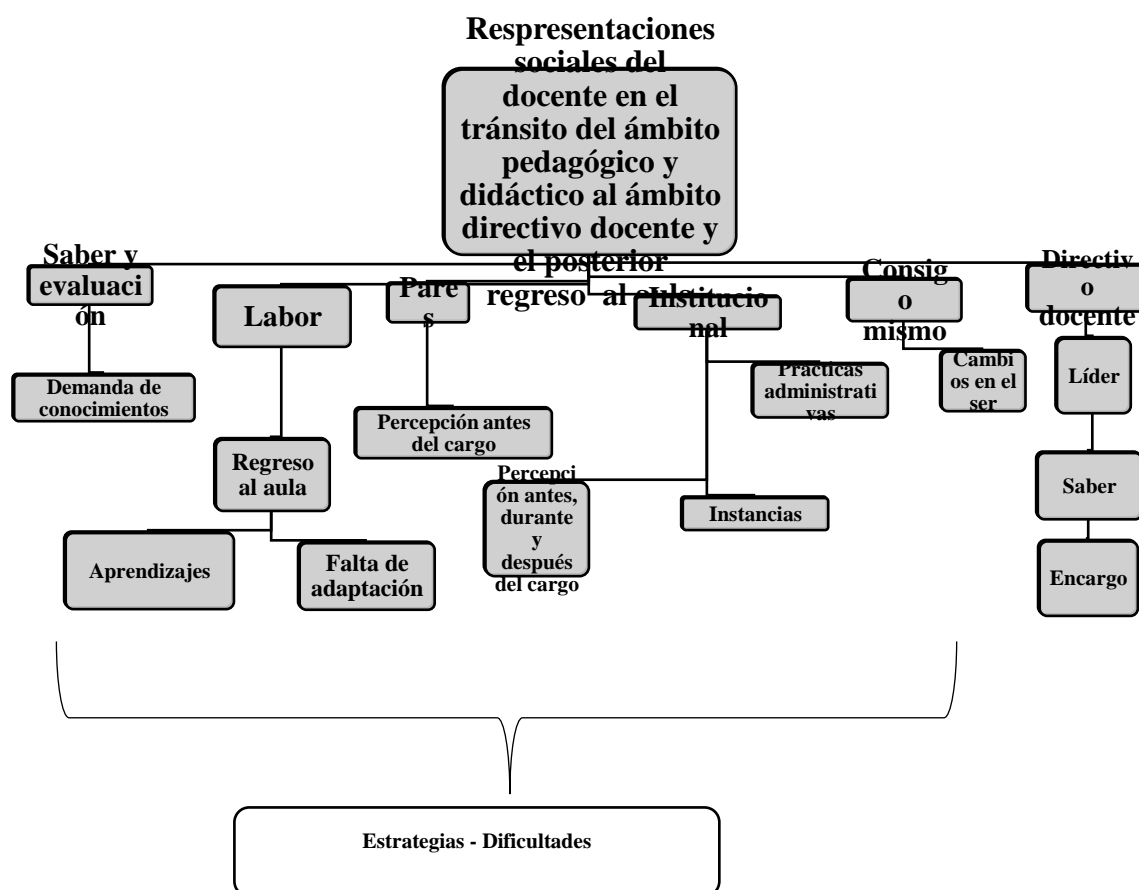 Respresentaciones
sociales del
docente en el
tránsito del ámbito
pedagógico y
didáctico al ámbito
directivo docente y
el posterior
regreso al
Saber y
evaluaci
ón
Labor
Pares
s
Institucio
nal
Consig
o
mismo
Directiv
o
docente
Demanda de
conocimientos
Percepción antes
del cargo
Prácticas
administrati
vas
Cambi
os en el
ser
Líder
Regreso
al aula
Percepci
ón antes,
durante
y
después
del cargo
Instancias
Saber
Aprendizajes
Falta de
adaptación
Encargo
Estrategias - Dificultades